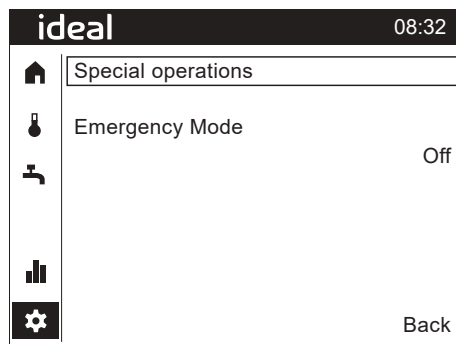 ideal 08:32
Special operations
Emergency Mode
Off
Back